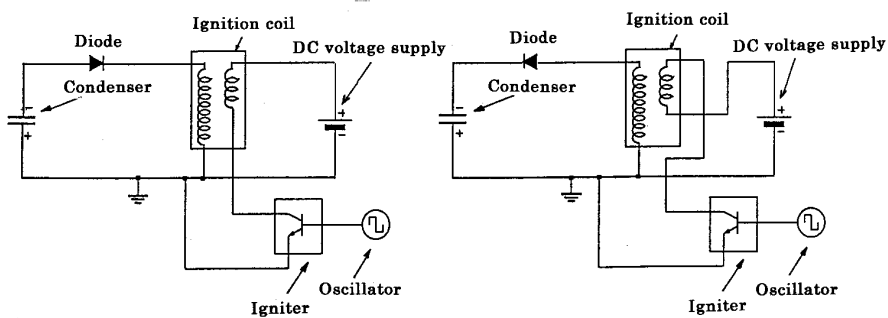 Ignition coil
Diode
DC voltage supply
Condenser
−
+
+
−
Igniter
Oscillator
Ignition coil
Diode
DC voltage supply
Condenser
−
+
+
−
Igniter
Oscillator